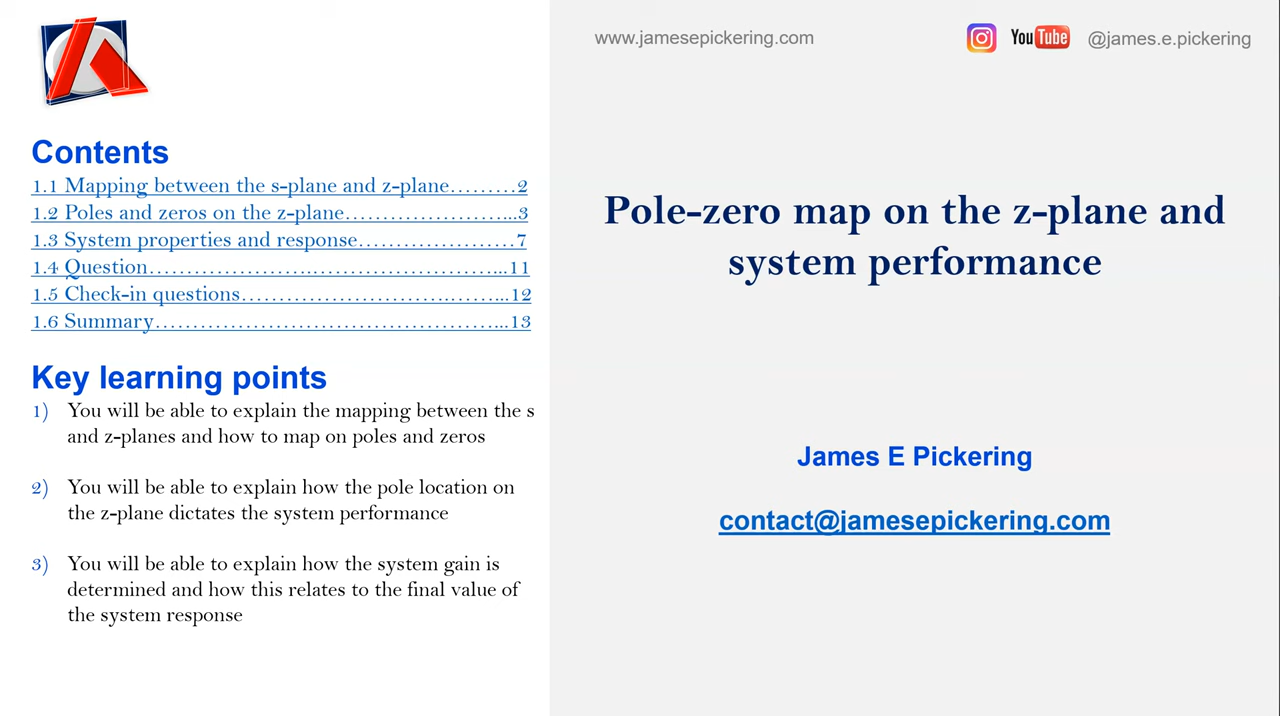 Contents
1.1 Mapping between the s-plane and z-plane………2
1.2 Poles and zeros on the z-plane…………………...3
1.3 System properties and response…………………7
1.4 Question………………….……………………...11
1.5 Check-in questions……………………….……...12
1.6 Summary………………………………………...13
Key learning points
1) You will be able to explain the mapping between the s
and z-planes and how to map on poles and zeros
2) You will be able to explain how the pole location on
the z-plane dictates the system performance
3) You will be able to explain how the system gain is
determined and how this relates to the final value of
the system response
www.jamesepickering.com
YouTube @james.e.pickering
Pole-zero map on the z-plane and
system performance
James E Pickering
contact@jamesepickering.com